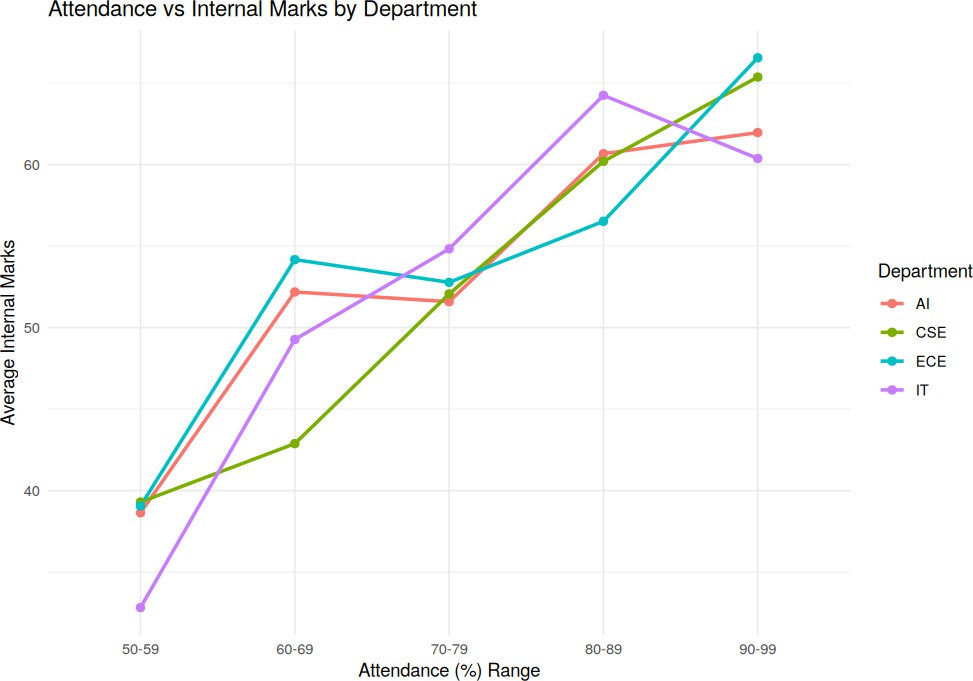 Attendance vs Internal Marks by Department
Average Internal Marks
60
50
40
50-59
60-69
70-79
80-89
90-99
Attendance (%) Range
Department
AI
CSE
ECE
IT